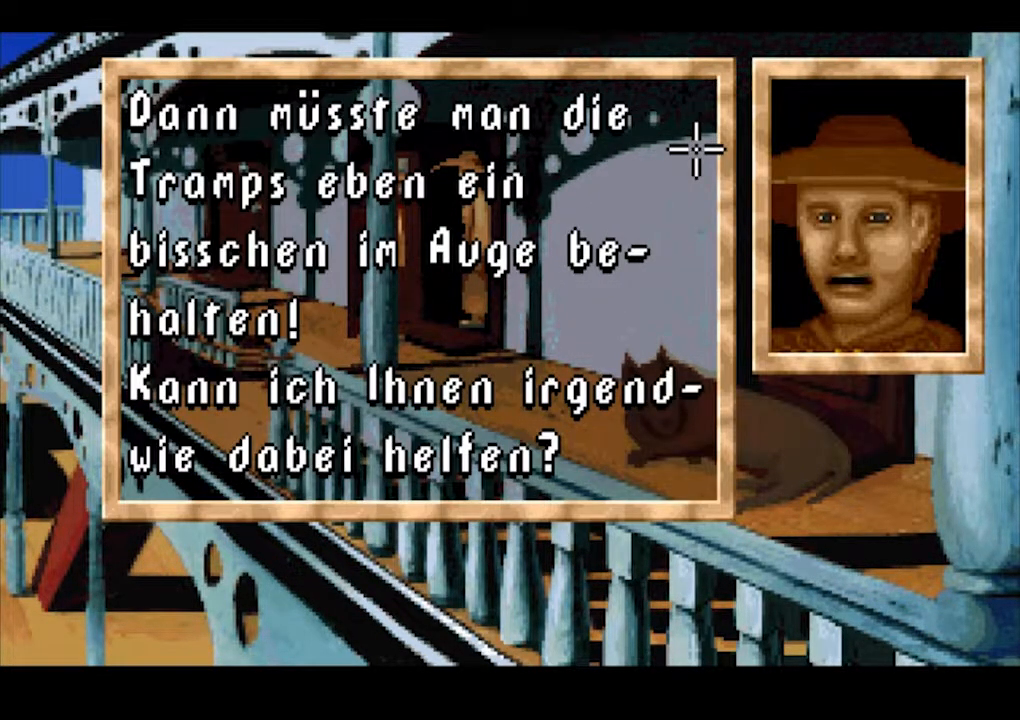 Dann müsste man die
Tramps eben ein
bisschen im Auge be-
halten!
Kann ich Ihnen irgend-
wie dabei helfen?